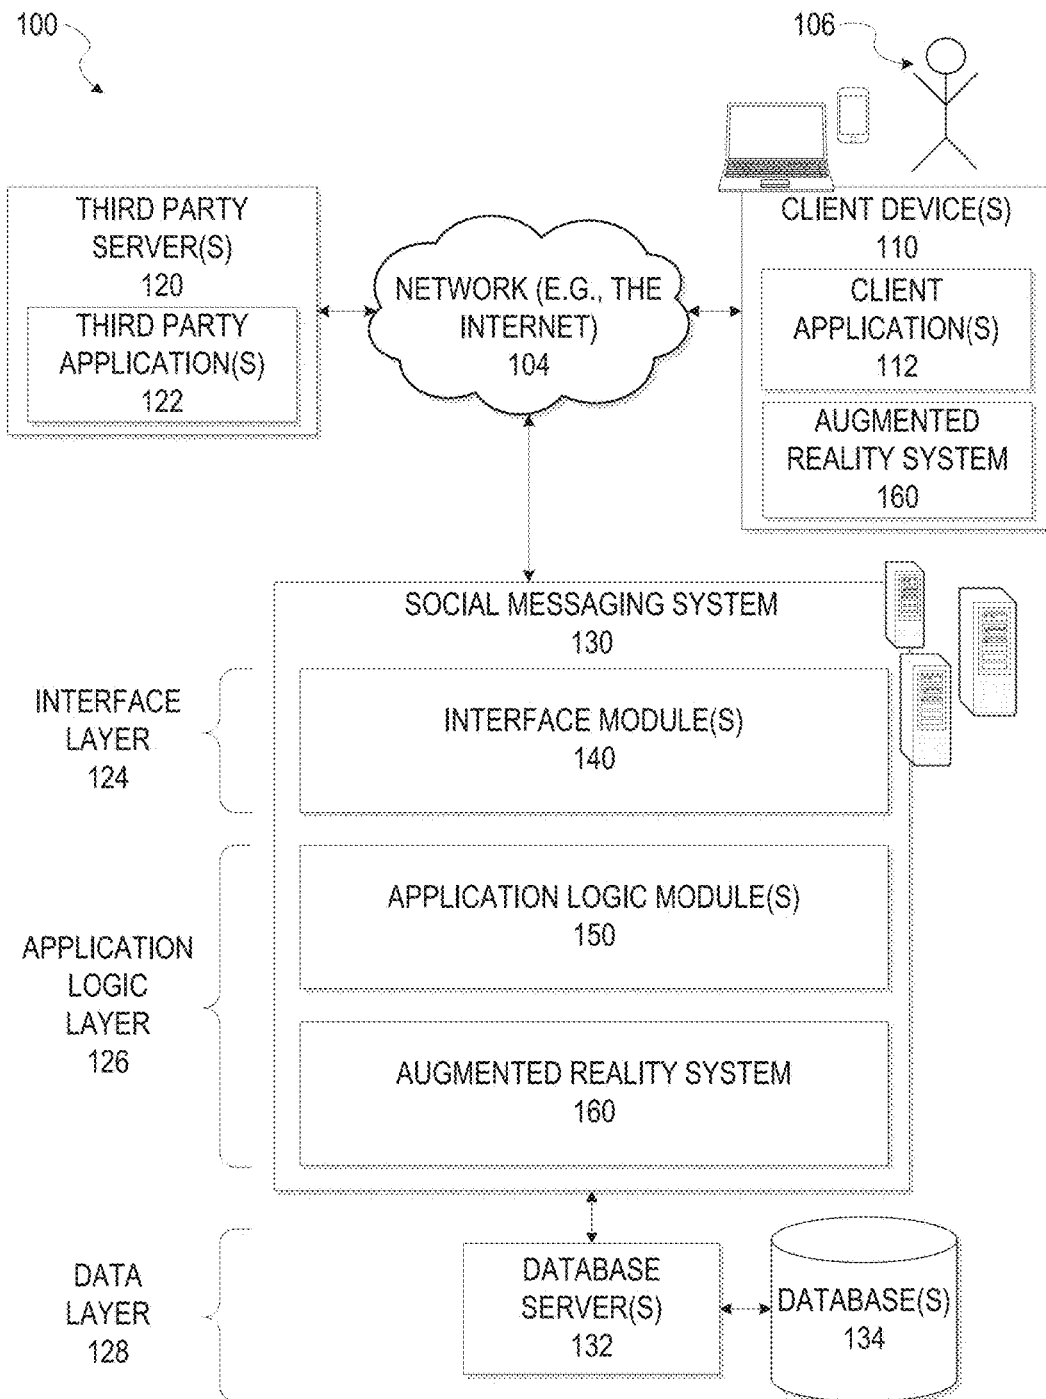 100
106
THIRD PARTY
SERVER(S)
120
THIRD PARTY
APPLICATION(S)
122
NETWORK (E.G., THE
INTERNET)
104
CLIENT DEVICE(S)
110
CLIENT
APPLICATION(S)
112
AUGMENTED
REALITY SYSTEM
160
SOCIAL MESSAGING SYSTEM
130
INTERFACE
LAYER
124
INTERFACE MODULE(S)
140
APPLICATION
LOGIC
LAYER
126
APPLICATION LOGIC MODULE(S)
150
AUGMENTED REALITY SYSTEM
160
DATA
LAYER
128
DATABASE
SERVER(S)
132
DATABASE(S)
134